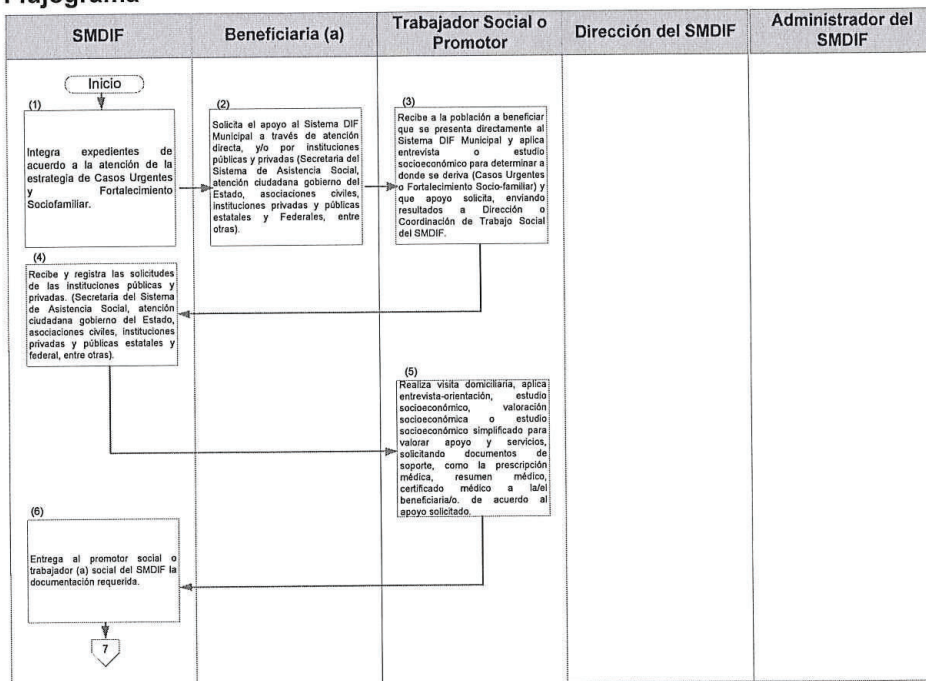 Flujograma
SMDIF
Beneficiaria (a)
Trabajador Social o
Promotor
Dirección del SMDIF
Administrador del
SMDIF
Inicio
(1)
Integra expedientes de
acuerdo a la atención de la
estrategia de Casos Urgentes
y Fortalecimiento
Sociofamiliar.
(2)
Solicita el apoyo al Sistema DIF
Municipal a través de atención
directa, y/o por instituciones
públicas y privadas (Secretaria del
Sistema de Asistencia Social,
atención ciudadana gobierno del
Estado, asociaciones civiles,
instituciones privadas y públicas
estatales y Federales, entre
otras).
(3)
Recibe a la población a beneficiar
que se presenta directamente al
Sistema DIF Municipal y aplica
entrevista o estudio
socioeconómico para determinar a
donde se deriva (Casos Urgentes
o Fortalecimiento Socio-familiar) y
que apoyo solicita, enviando
resultados a Dirección o
Coordinación de Trabajo Social
del SMDIF.
(4)
Recibe y registra las solicitudes
de las instituciones públicas y
privadas. (Secretaria del Sistema
de Asistencia Social, atención
ciudadana gobierno del Estado,
asociaciones civiles, instituciones
privadas y públicas estatales y
federal, entre otras).
(5)
Realiza visita domiciliaria, aplica
entrevista-orientación, estudio
socioeconómico, valoración
socioeconómica o estudio
socioeconómico simplificado para
valorar apoyo y servicios,
solicitando documentos de
soporte, como la prescripción
médica, resumen médico,
certificado médico a la/el
beneficiaria/o. de acuerdo al
apoyo solicitado.
(6)
Entrega al promotor social o
trabajador (a) social del SMDIF la
documentación requerida.
7